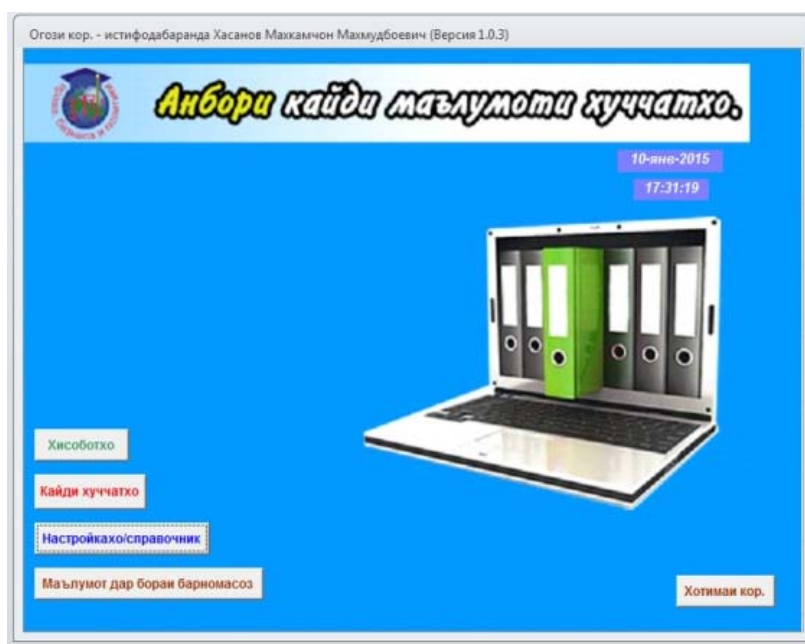 Огози кор. - истифодабаранда Хасанов Махкамчон Махмудбоевич (Версия 1.0.3)
Анбори кайди маълумоти хуччатхо.
10-янв-2015
17:31:19
Хисоботхо
Кайди хуччатхо
Настройкахо/справочник
Маълумот дар бораи барномасоз
Хотимаи кор.